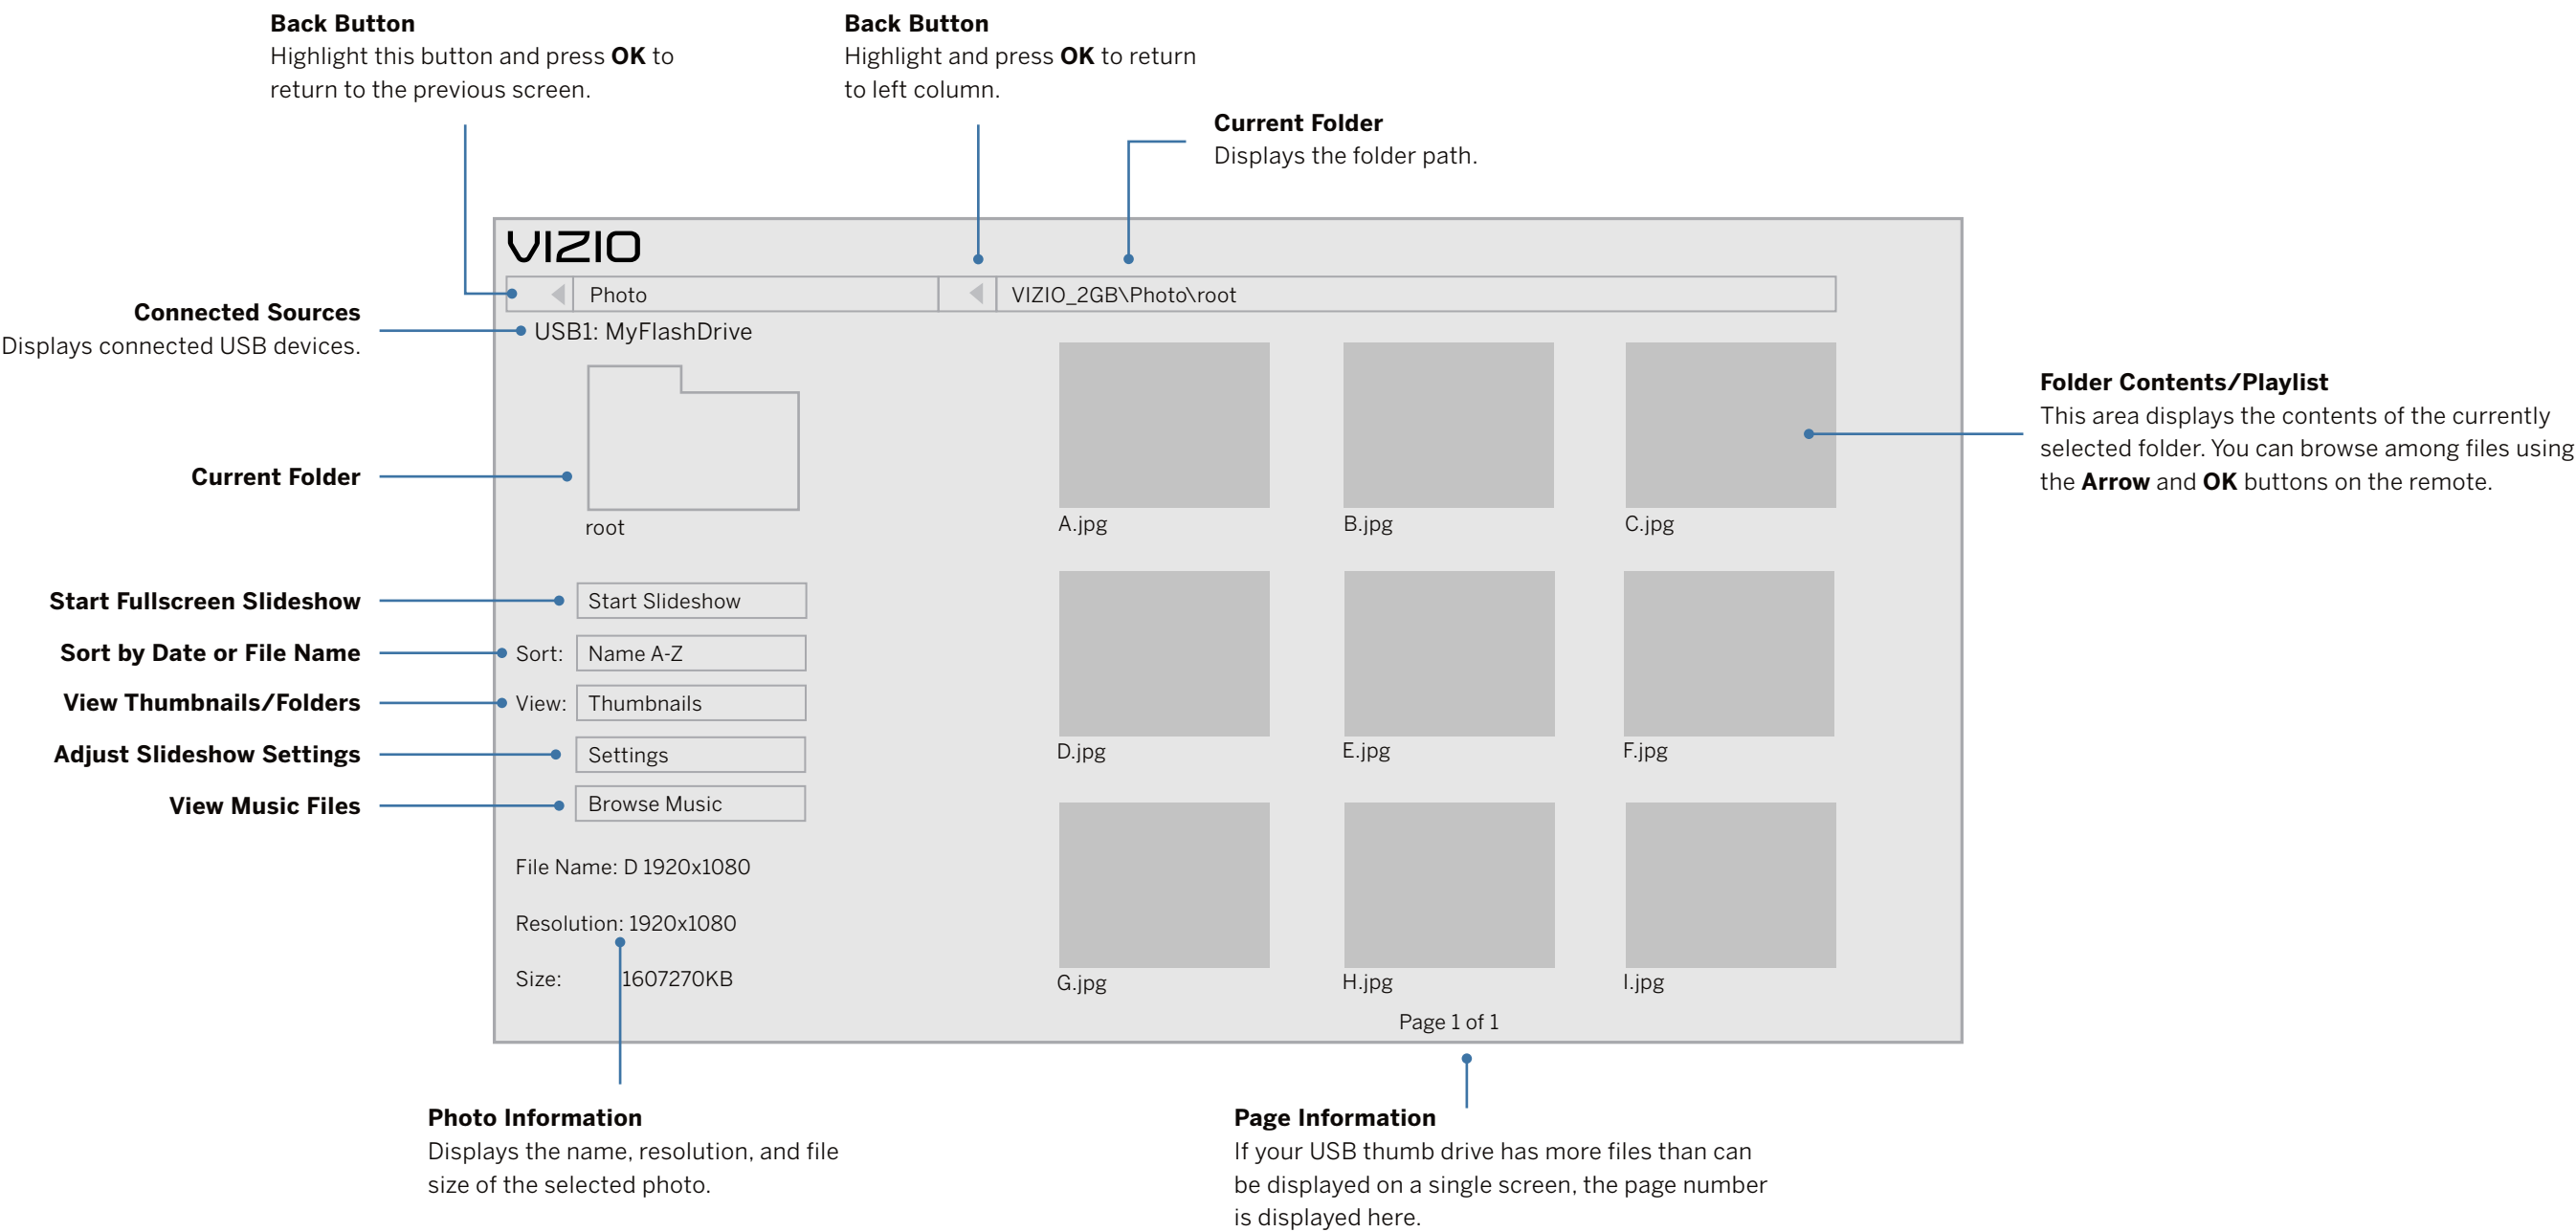 Back Button
Highlight this button and press OK to
return to the previous screen.
Back Button
Highlight and press OK to return
to left column.
Current Folder
Displays the folder path.
VIZIO
Photo
VIZIO_2GB\Photo\root
Connected Sources
Displays connected USB devices.
USB1: MyFlashDrive
Current Folder
root
Start Fullscreen Slideshow
Start Slideshow
Sort by Date or File Name
Sort: Name A-Z
View Thumbnails/Folders
View: Thumbnails
Adjust Slideshow Settings
Settings
View Music Files
Browse Music
File Name: D 1920x1080
Resolution: 1920x1080
Size: 1607270KB
A.jpg
B.jpg
C.jpg
D.jpg
E.jpg
F.jpg
G.jpg
H.jpg
I.jpg
Page 1 of 1
Folder Contents/Playlist
This area displays the contents of the currently
selected folder. You can browse among files using
the Arrow and OK buttons on the remote.
Photo Information
Displays the name, resolution, and file
size of the selected photo.
Page Information
If your USB thumb drive has more files than can
be displayed on a single screen, the page number
is displayed here.